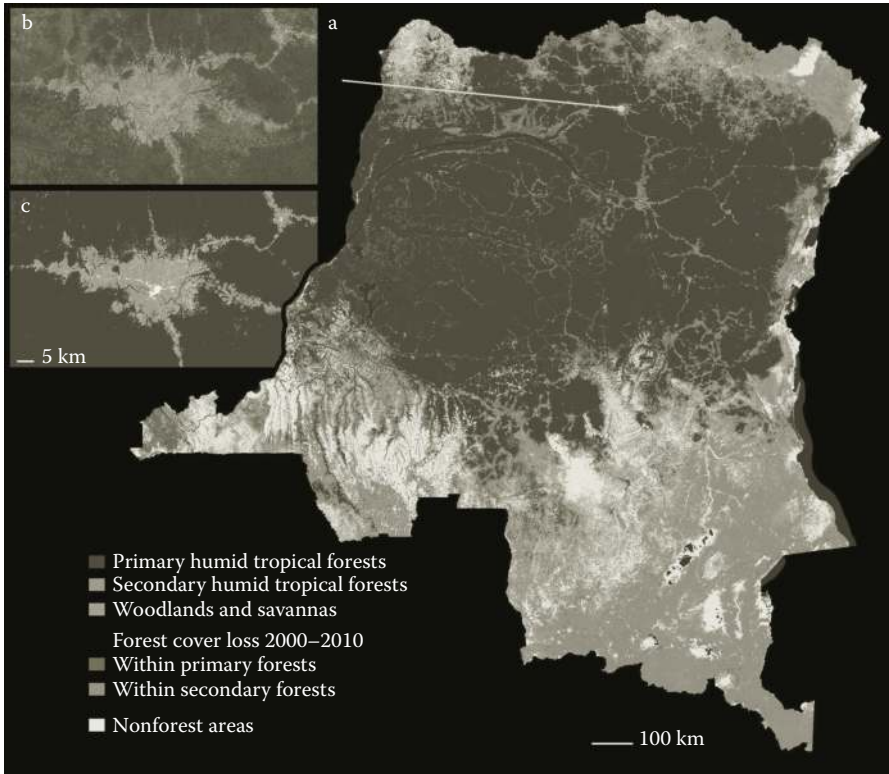 b
a
c
5 km
Primary humid tropical forests
Secondary humid tropical forests
Woodlands and savannas
Forest cover loss 2000–2010
Within primary forests
Within secondary forests
Nonforest areas
100 km